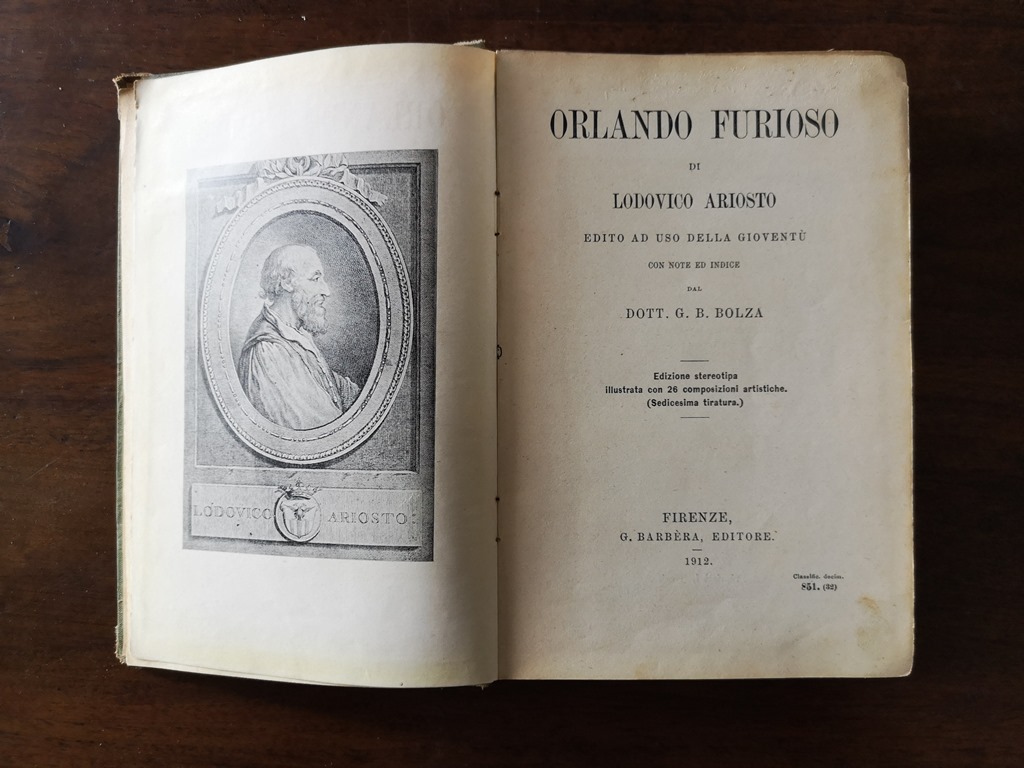 LODOVICO ARIOSTO
ORLANDO FURIOSO
DI
LODOVICO ARIOSTO
EDITO AD USO DELLA GIOVENTÙ
CON NOTE ED INDICE
DAL
DOTT. G. B. BOLZA
Edizione stereotipa
illustrata con 26 composizioni artistiche.
(Sedicesima tiratura.)
FIRENZE,
G. BARBÈRA, EDITORE.
1912.
Classific. decim.
851. (32)